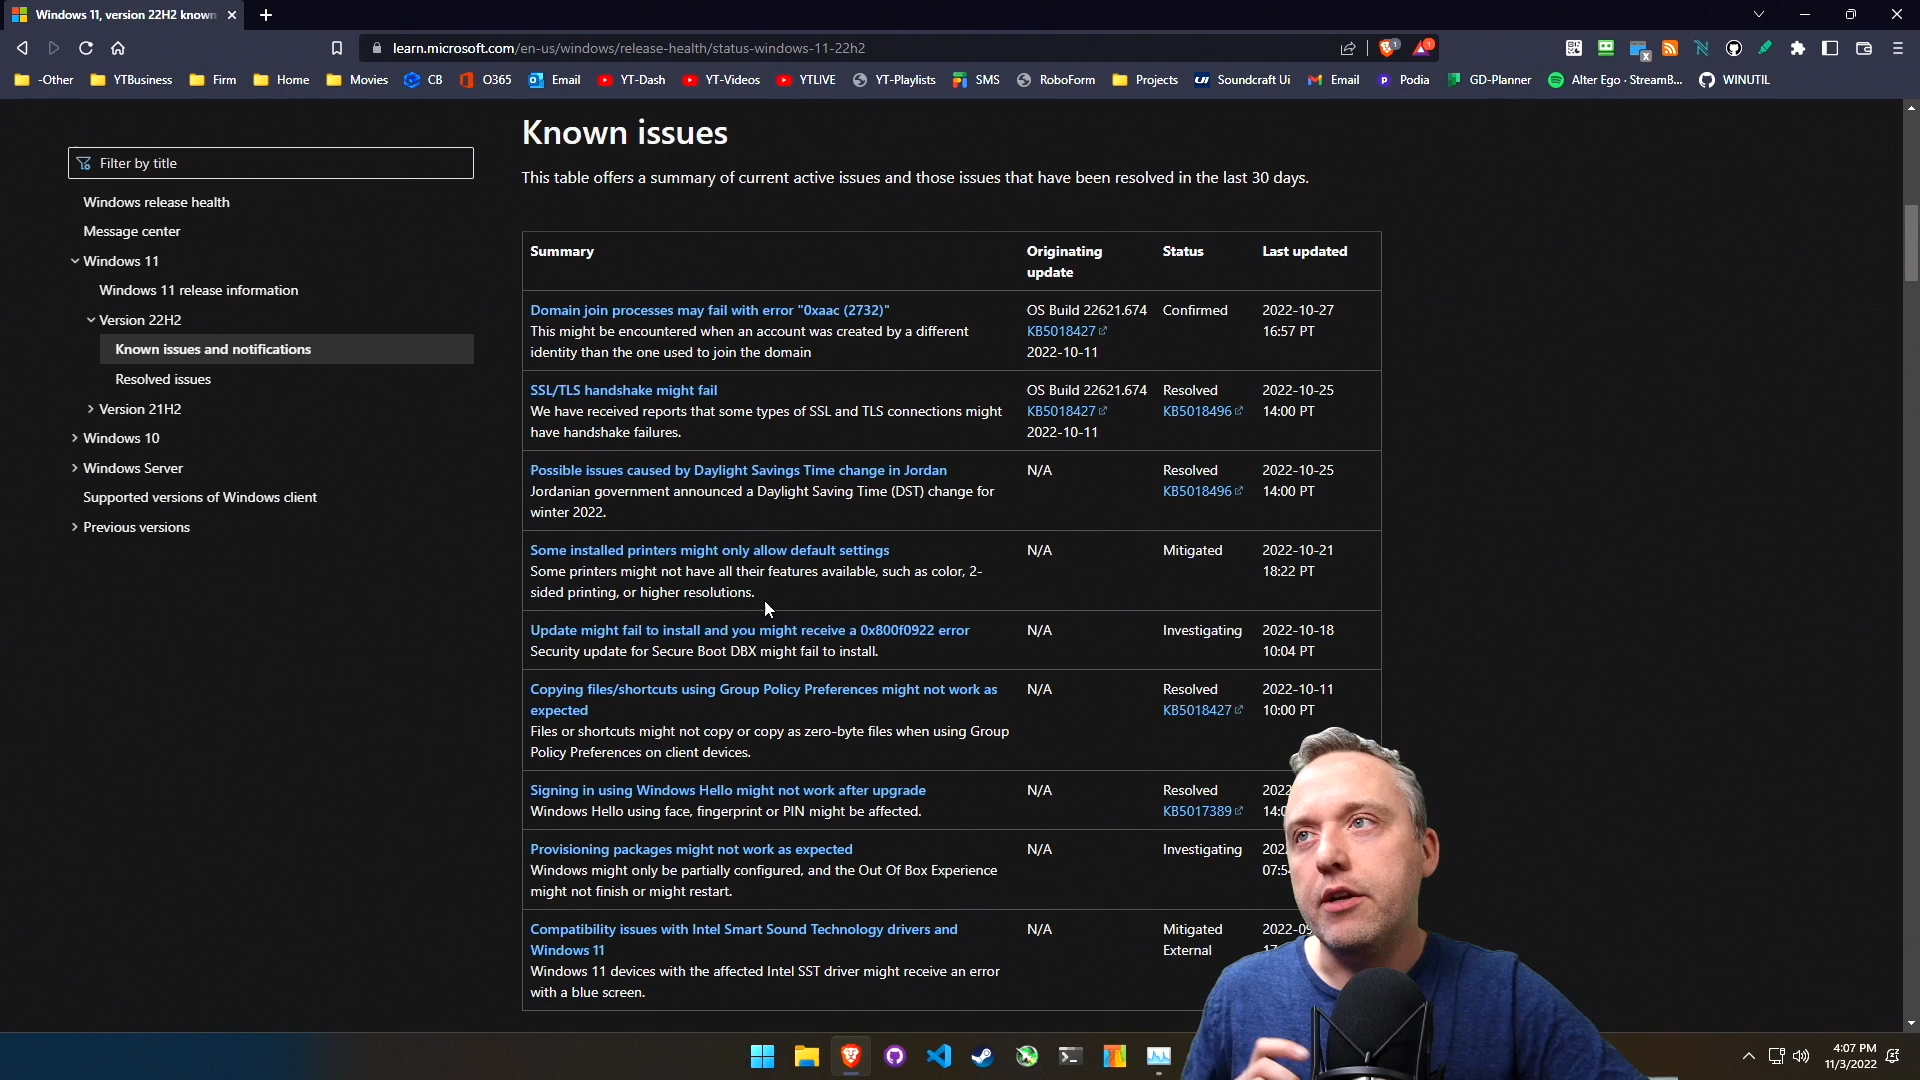 Windows 11, version 22H2 known
learn.microsoft.com/en-us/windows/release-health/status-windows-11-22h2
1
1
-Other YTBusiness Firm Home Movies CB O365 Email YT-Dash YT-Videos YTLIVE YT-Playlists SMS RoboForm Projects Soundcraft Ui Email Podia GD-Planner Alter Ego · StreamB... WINUTIL
Filter by title
Windows release health
Message center
Windows 11
Windows 11 release information
Version 22H2
Known issues and notifications
Resolved issues
Version 21H2
Windows 10
Windows Server
Supported versions of Windows client
Previous versions
Known issues
This table offers a summary of current active issues and those issues that have been resolved in the last 30 days.
Summary Originating Status Last updated
update
Domain join processes may fail with error "0xaac (2732)" OS Build 22621.674 Confirmed 2022-10-27
This might be encountered when an account was created by a different KB5018427 16:57 PT
identity than the one used to join the domain 2022-10-11
SSL/TLS handshake might fail OS Build 22621.674 Resolved 2022-10-25
We have received reports that some types of SSL and TLS connections might KB5018427 KB5018496 14:00 PT
have handshake failures. 2022-10-11
Possible issues caused by Daylight Savings Time change in Jordan N/A Resolved 2022-10-25
Jordanian government announced a Daylight Saving Time (DST) change for KB5018496 14:00 PT
winter 2022.
Some installed printers might only allow default settings N/A Mitigated 2022-10-21
Some printers might not have all their features available, such as color, 2- 18:22 PT
sided printing, or higher resolutions.
Update might fail to install and you might receive a 0x800f0922 error N/A Investigating 2022-10-18
Security update for Secure Boot DBX might fail to install. 10:04 PT
Copying files/shortcuts using Group Policy Preferences might not work as N/A Resolved 2022-10-11
expected KB5018427 10:00 PT
Files or shortcuts might not copy or copy as zero-byte files when using Group
Policy Preferences on client devices.
Signing in using Windows Hello might not work after upgrade N/A Resolved 2022
Windows Hello using face, fingerprint or PIN might be affected. KB5017389 14:0
Provisioning packages might not work as expected N/A Investigating 202
Windows might only be partially configured, and the Out Of Box Experience 07:5
might not finish or might restart.
Compatibility issues with Intel Smart Sound Technology drivers and N/A Mitigated 2022-09
Windows 11 External 17
Windows 11 devices with the affected Intel SST driver might receive an error
with a blue screen.
4:07 PM
11/3/2022